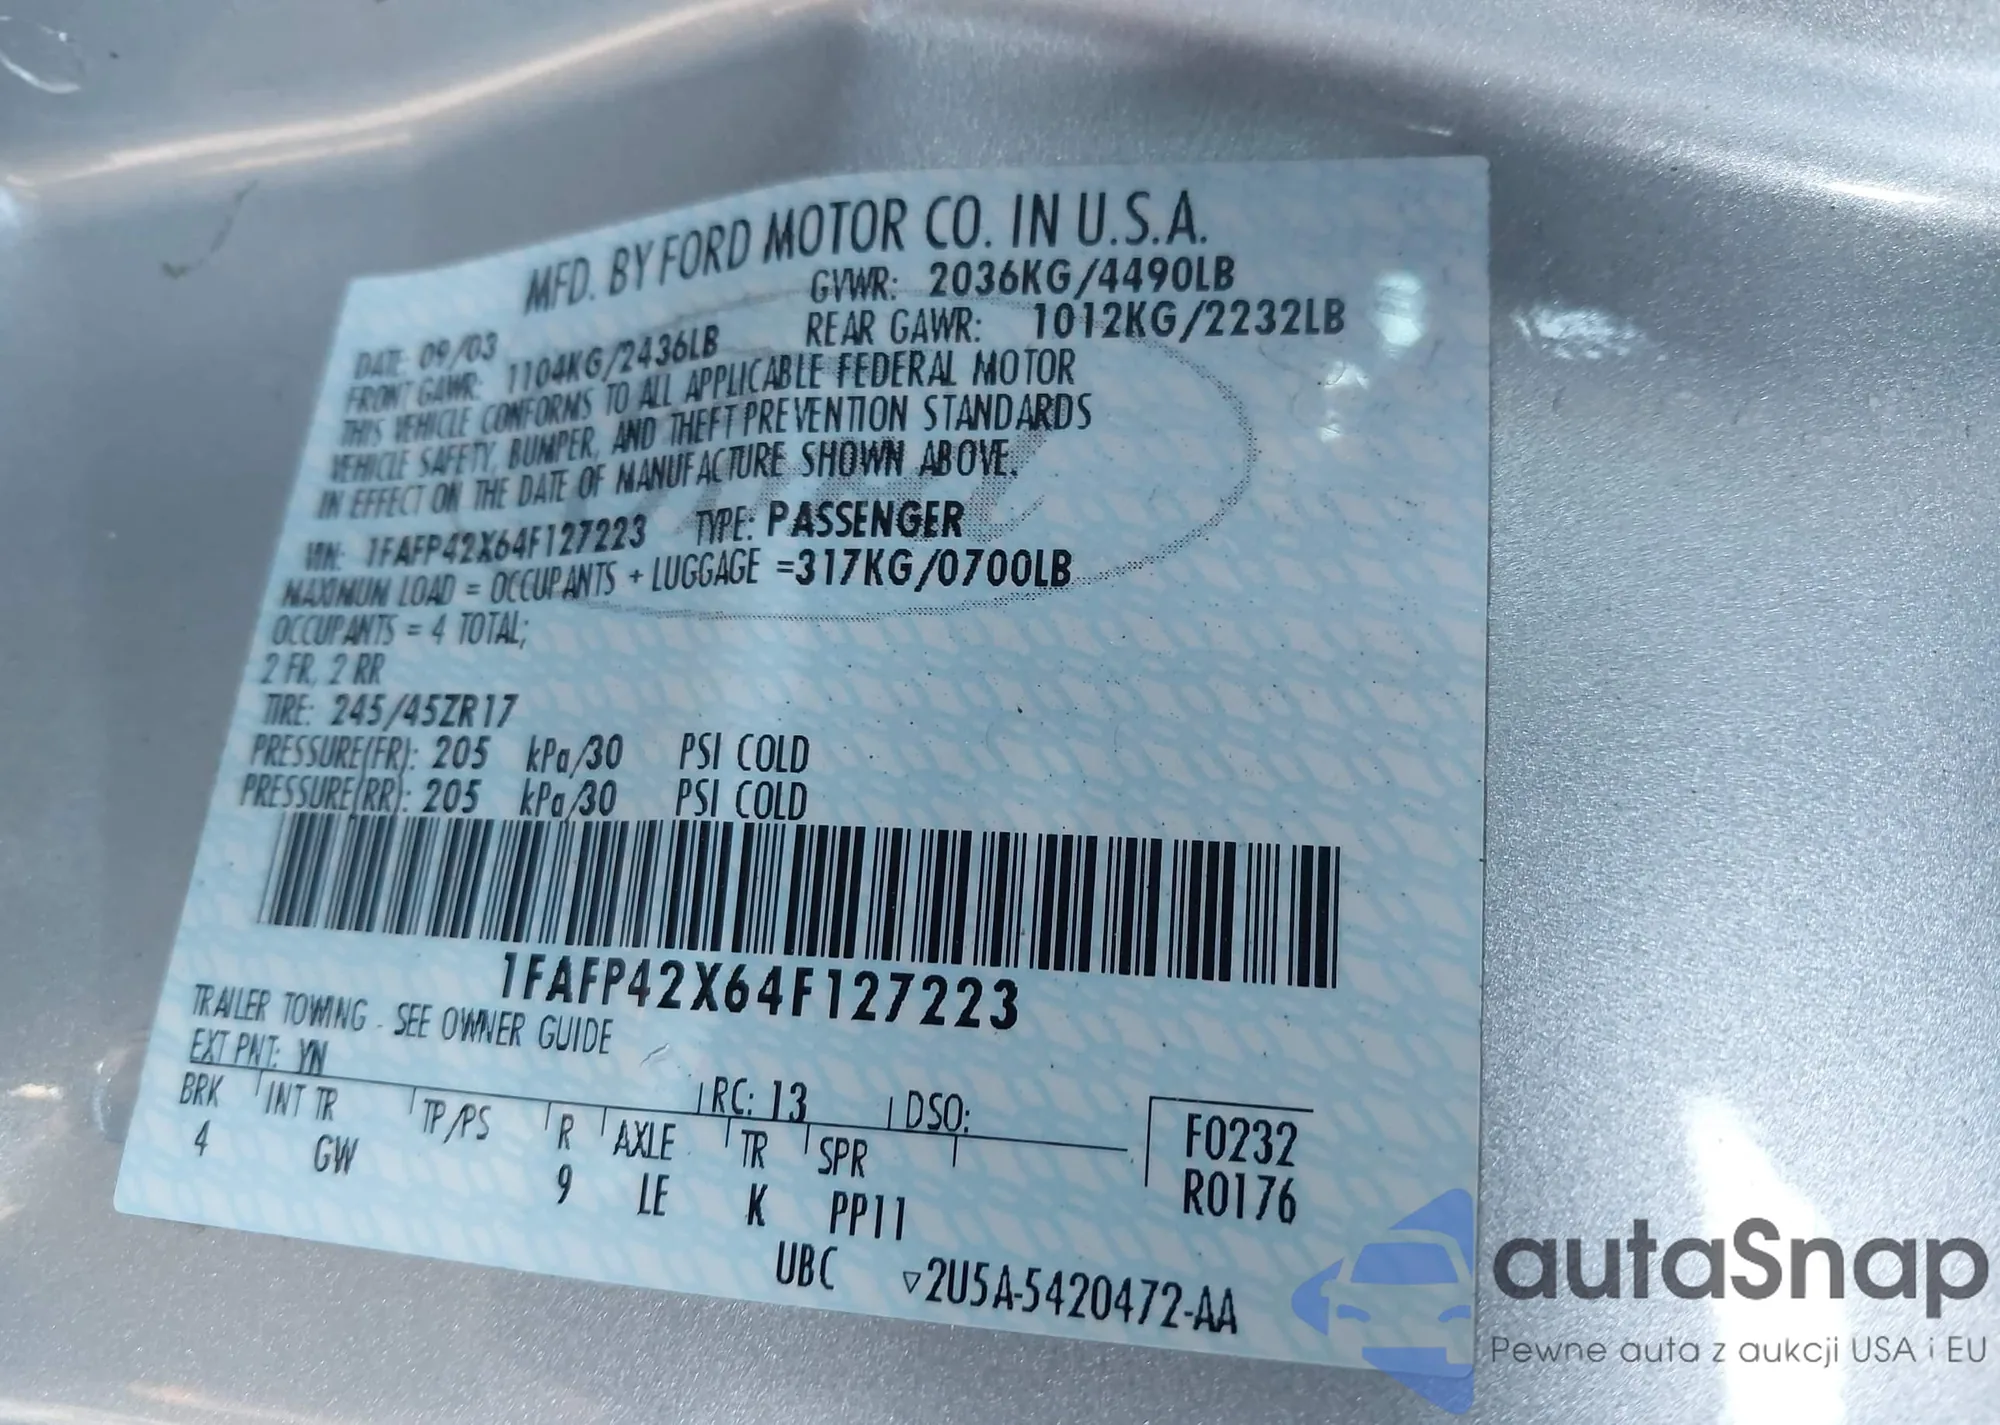 MFD. BY FORD MOTOR CO. IN U.S.A.
DATE: 09/03 GVWR: 2036KG/4490LB
FRONT GAWR: 1104KG/2436LB REAR GAWR: 1012KG/2232LB
THIS VEHICLE CONFORMS TO ALL APPLICABLE FEDERAL MOTOR
VEHICLE SAFETY, BUMPER, AND THEFT PREVENTION STANDARDS
IN EFFECT ON THE DATE OF MANUFACTURE SHOWN ABOVE.
VIN: 1FAFP42X64F127223 TYPE: PASSENGER
MAXIMUM LOAD = OCCUPANTS + LUGGAGE =317KG/0700LB
OCCUPANTS = 4 TOTAL;
2 FR, 2 RR
TIRE: 245/45ZR17
PRESSURE(FR): 205 kPa/30 PSI COLD
PRESSURE(RR): 205 kPa/30 PSI COLD
1FAFP42X64F127223
TRAILER TOWING - SEE OWNER GUIDE
EXT PNT: YN RC: 13 DSO:
BRK INT TR TP/PS R AXLE TR SPR
4 GW 9 LE K PP11
F0232
R0176
UBC ▽2U5A-5420472-AA
autaSnap
Pewne auta z aukcji USA i EU